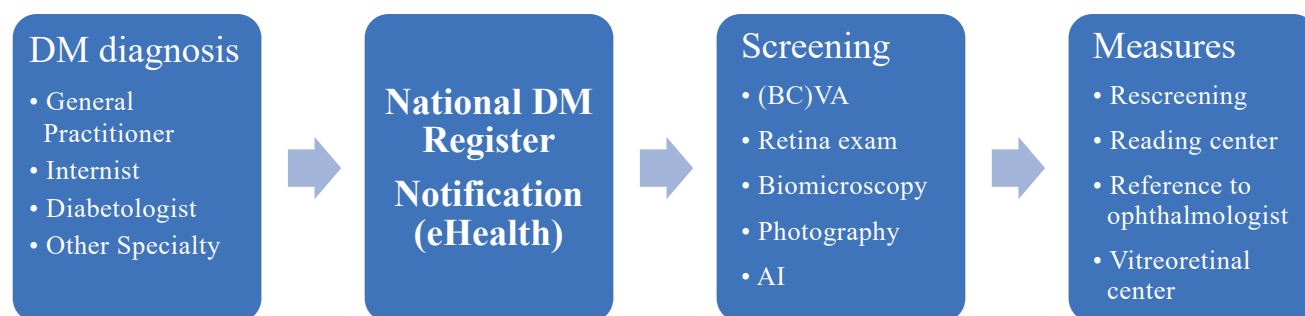 DM diagnosis
• General
Practitioner
• Internist
• Diabetologist
• Other Specialty
National DM
Register
Notification
(eHealth)
Screening
• (BC)VA
• Retina exam
• Biomicroscopy
• Photography
• AI
Measures
• Rescreening
• Reading center
• Reference to
ophthalmologist
• Vitreoretinal
center